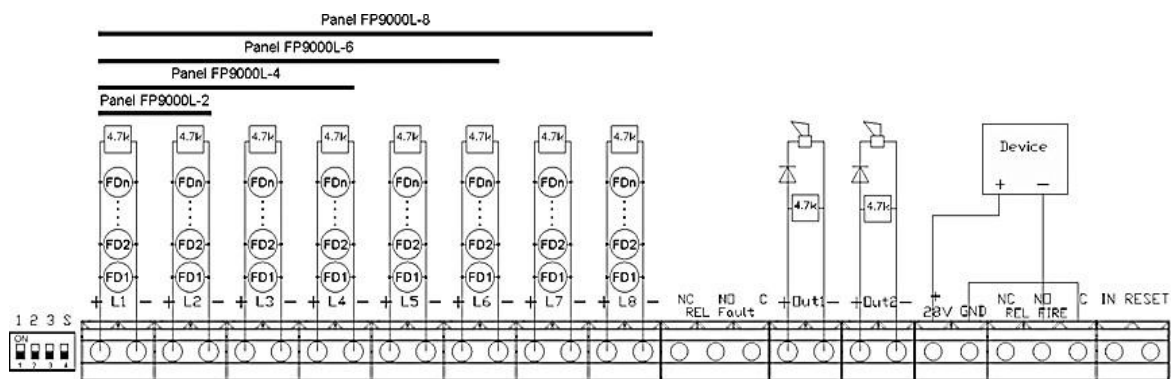 Panel FP9000L-8
Panel FP9000L-6
Panel FP9000L-4
Panel FP9000L-2
4.7k 4.7k 4.7k 4.7k 4.7k 4.7k 4.7k 4.7k
Device
+ −
FDn FDn FDn FDn FDn FDn FDn FDn
4.7k 4.7k
FD2 FD2 FD2 FD2 FD2 FD2 FD2 FD2
FD1 FD1 FD1 FD1 FD1 FD1 FD1 FD1
+ L1 − + L2 − + L3 − + L4 − + L5 − + L6 − + L7 − + L8 − NC NO C + Out1 − + Out2 − + NC NO C IN RESET
REL Fault 28V GND REL FIRE
1 2 3 S
ON
1 2 3 4